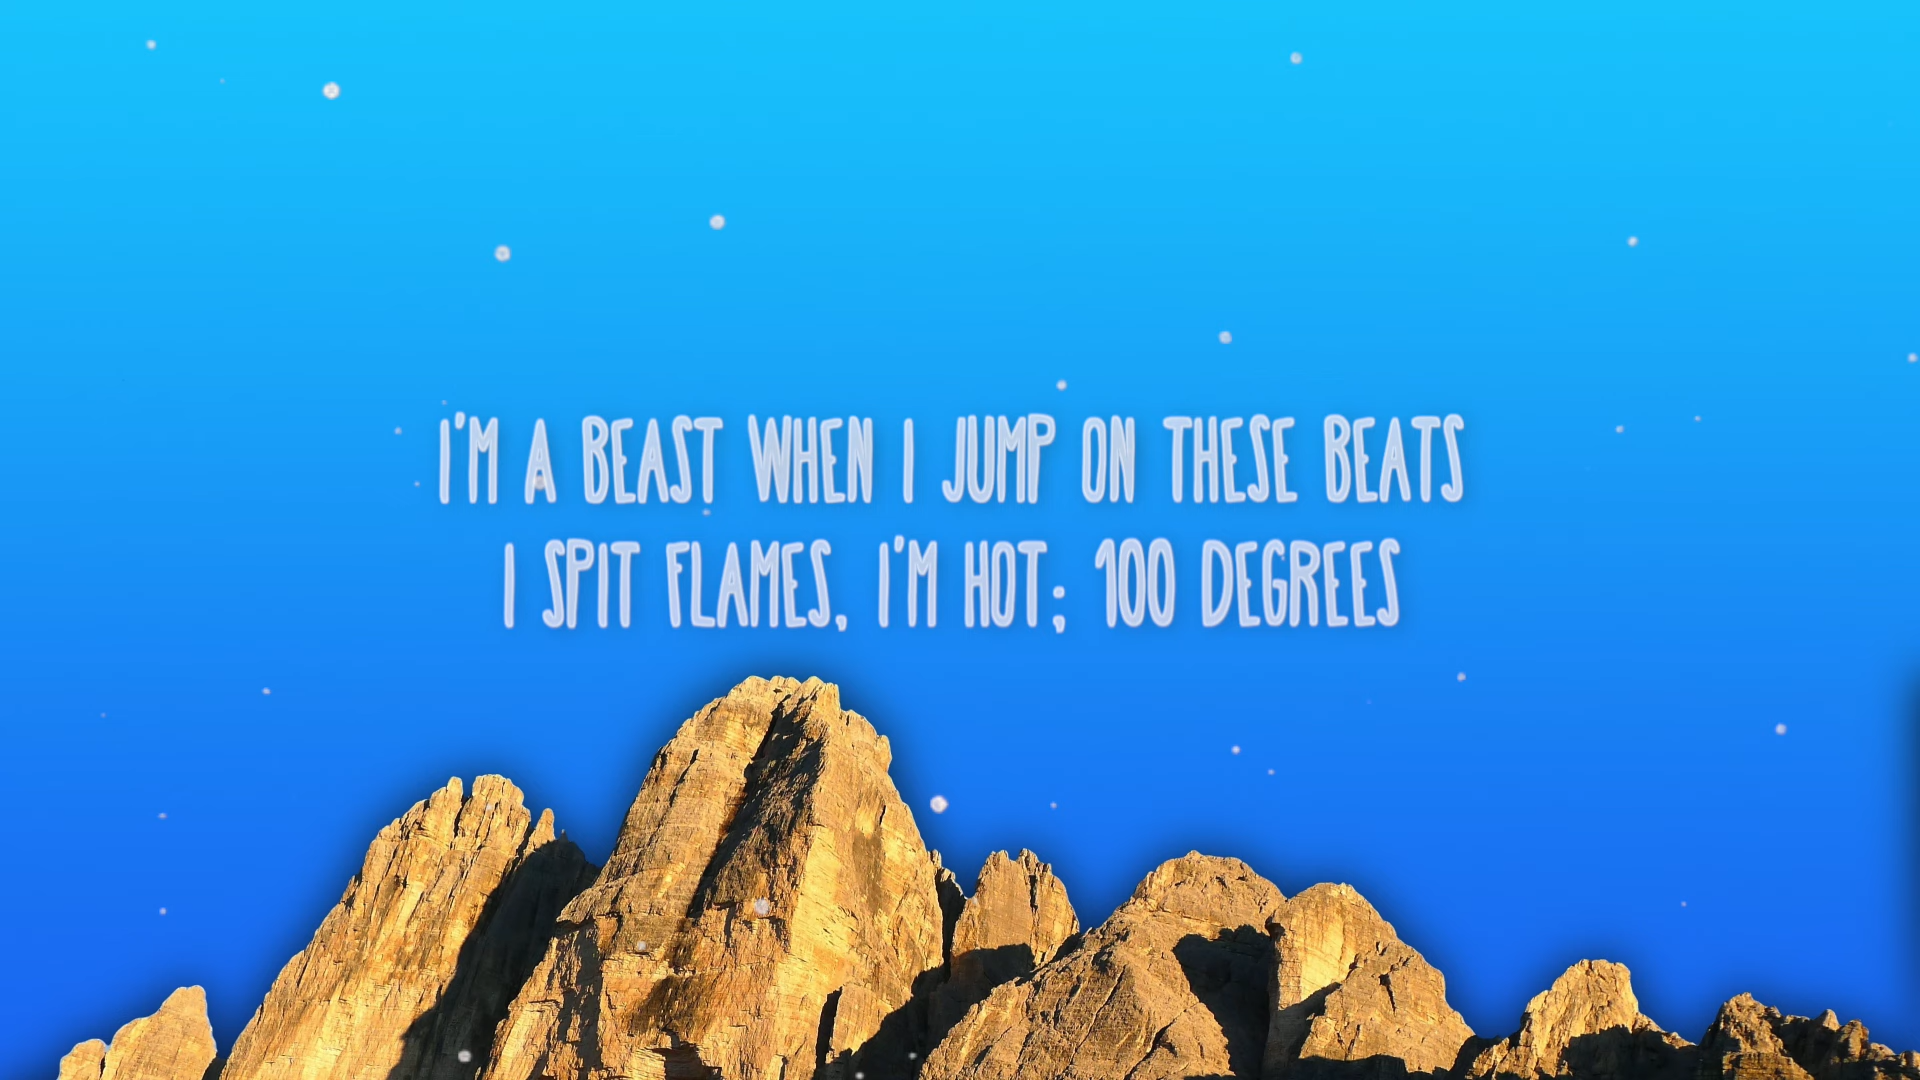 I'M A BEAST WHEN I JUMP ON THESE BEATS
I SPIT FLAMES, I'M HOT; 100 DEGREES